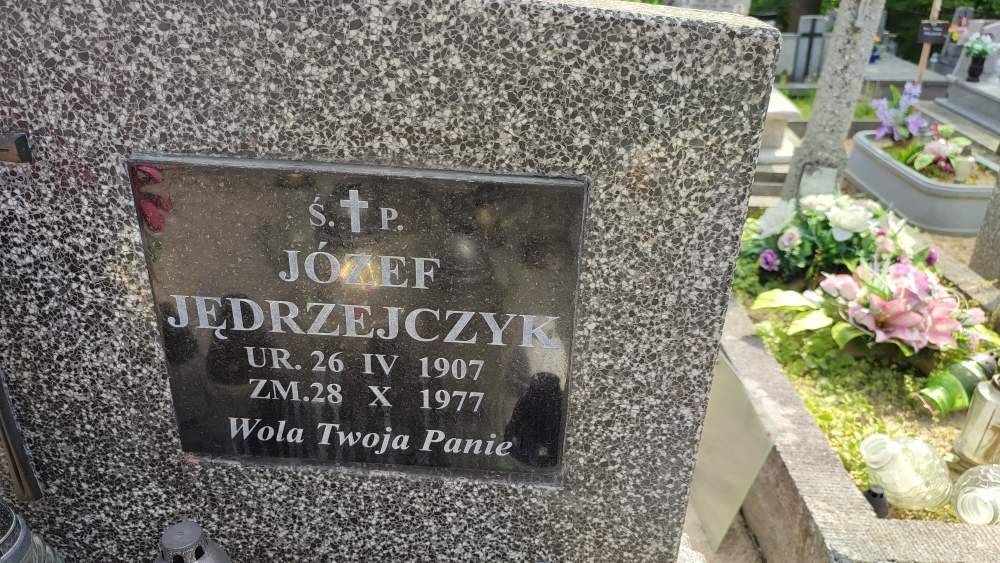 Ś. P.
JÓZEF
JĘDRZEJCZYK
UR. 26 IV 1907
ZM.28 X 1977
Wola Twoja Panie